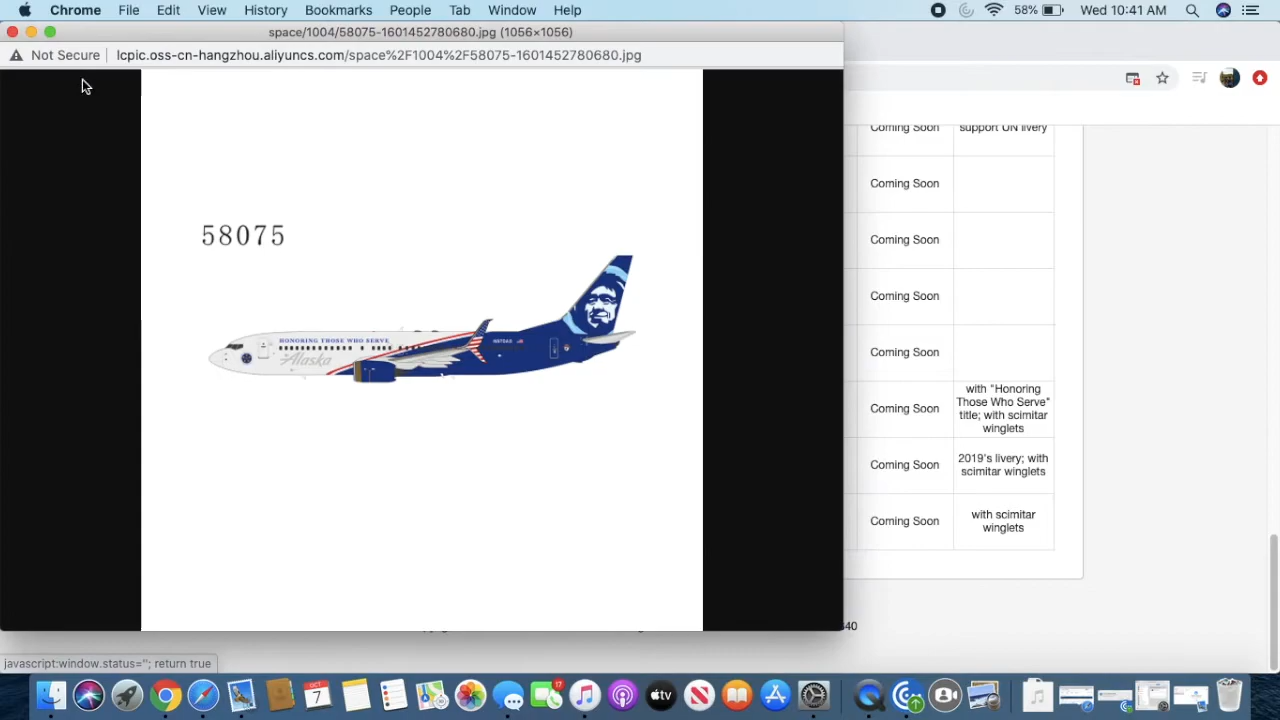 Chrome File Edit View History Bookmarks People Tab Window Help 58% Wed 10:41 AM
space/1004/58075-1601452780680.jpg (1056×1056)
Not Secure lcpic.oss-cn-hangzhou.aliyuncs.com/space%2F1004%2F58075-1601452780680.jpg
58075
HONORING THOSE WHO SERVE
Alaska
Coming Soon support UN livery
Coming Soon
Coming Soon
Coming Soon
Coming Soon
Coming Soon
with "Honoring
Those Who Serve"
title; with scimitar
winglets
Coming Soon
2019's livery; with
scimitar winglets
Coming Soon
with scimitar
winglets
javascript:window.status=''; return true
OCT
7
17
tv